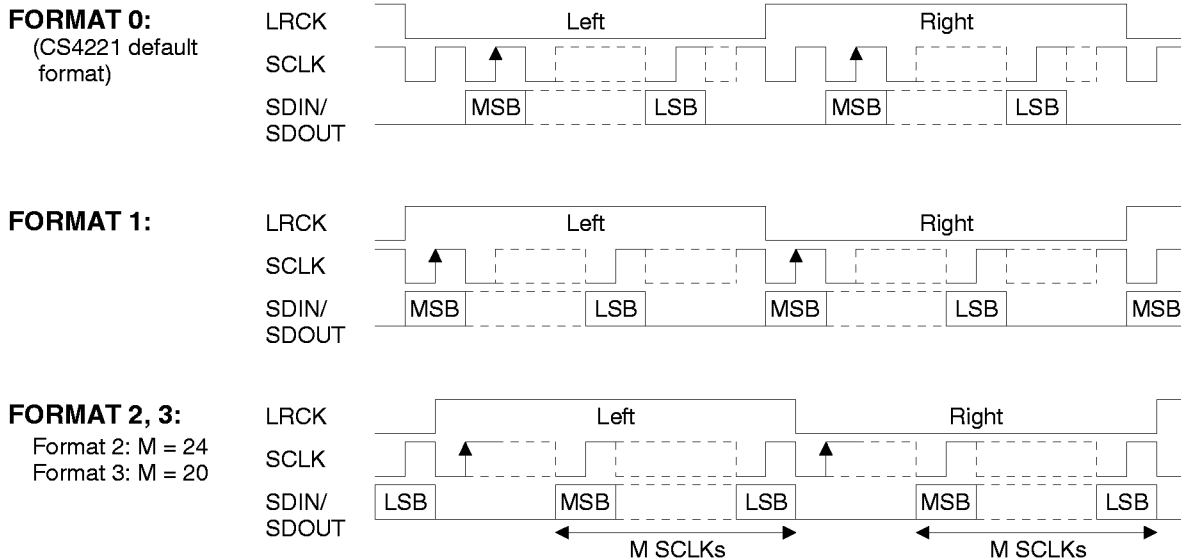 FORMAT 0:
(CS4221 default
format)
LRCK
Left
Right
SCLK
SDIN/
SDOUT
MSB
LSB
MSB
LSB
FORMAT 1:
LRCK
Left
Right
SCLK
SDIN/
SDOUT
MSB
LSB
MSB
LSB
MSB
FORMAT 2, 3:
Format 2: M = 24
Format 3: M = 20
LRCK
Left
Right
SCLK
SDIN/
SDOUT
LSB
MSB
LSB
MSB
LSB
M SCLKs
M SCLKs